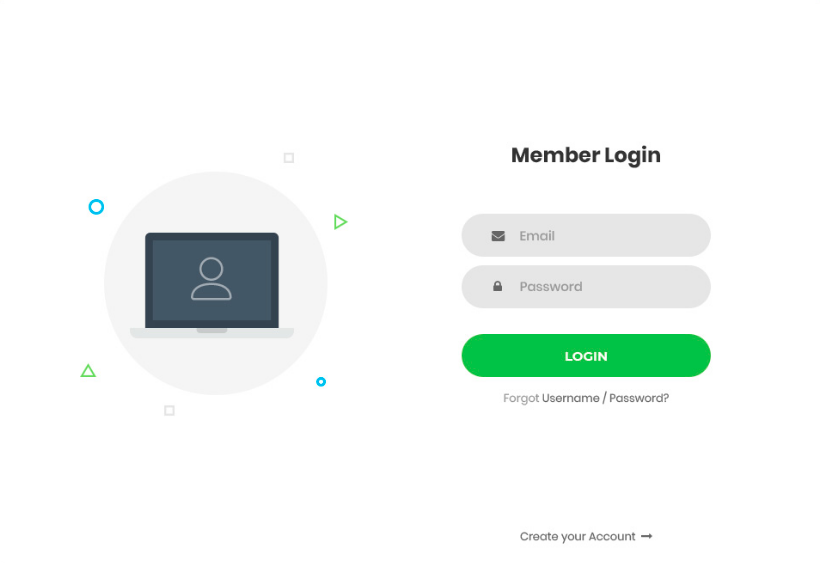 Member Login
Email
Password
LOGIN
Forgot Username / Password?
Create your Account